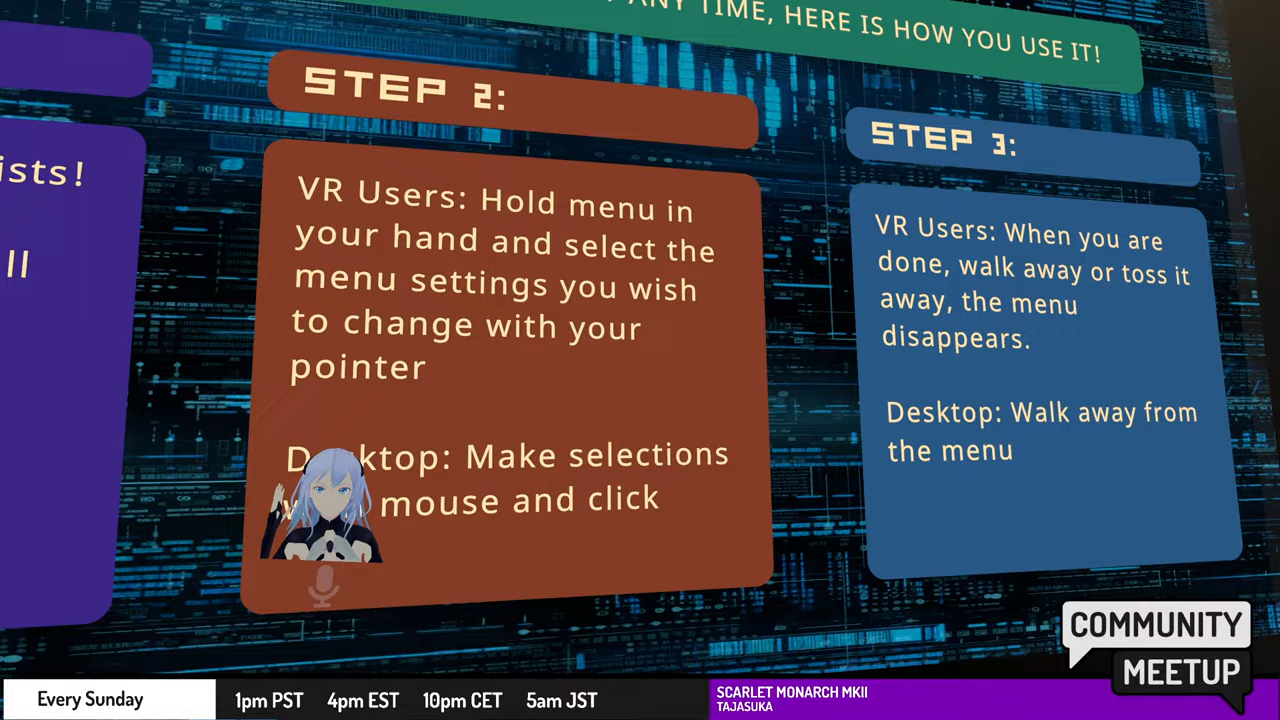 ANY TIME, HERE IS HOW YOU USE IT!
ists!
ll
STEP 2:
VR Users: Hold menu in
your hand and select the
menu settings you wish
to change with your
pointer
Desktop: Make selections
mouse and click
STEP 3:
VR Users: When you are
done, walk away or toss it
away, the menu
disappears.
Desktop: Walk away from
the menu
COMMUNITY
MEETUP
Every Sunday
1pm PST 4pm EST 10pm CET 5am JST
SCARLET MONARCH MKII
TAJASUKA